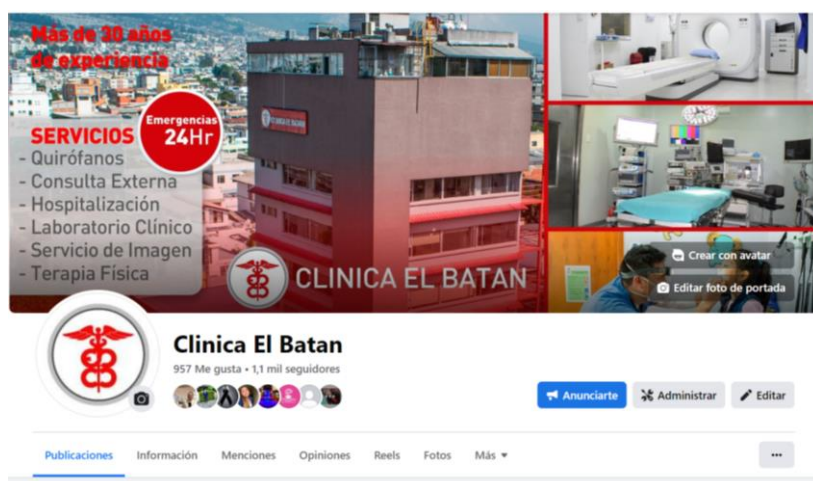 Más de 30 años
de experiencia
Emergencias
24Hr
SERVICIOS
- Quirófanos
- Consulta Externa
- Hospitalización
- Laboratorio Clínico
- Servicio de Imagen
- Terapia Física
CLINICA EL BATAN
Crear con avatar
Editar foto de portada
Clinica El Batan
957 Me gusta • 1,1 mil seguidores
Anunciarte
Administrar
Editar
Publicaciones
Información
Menciones
Opiniones
Reels
Fotos
Más